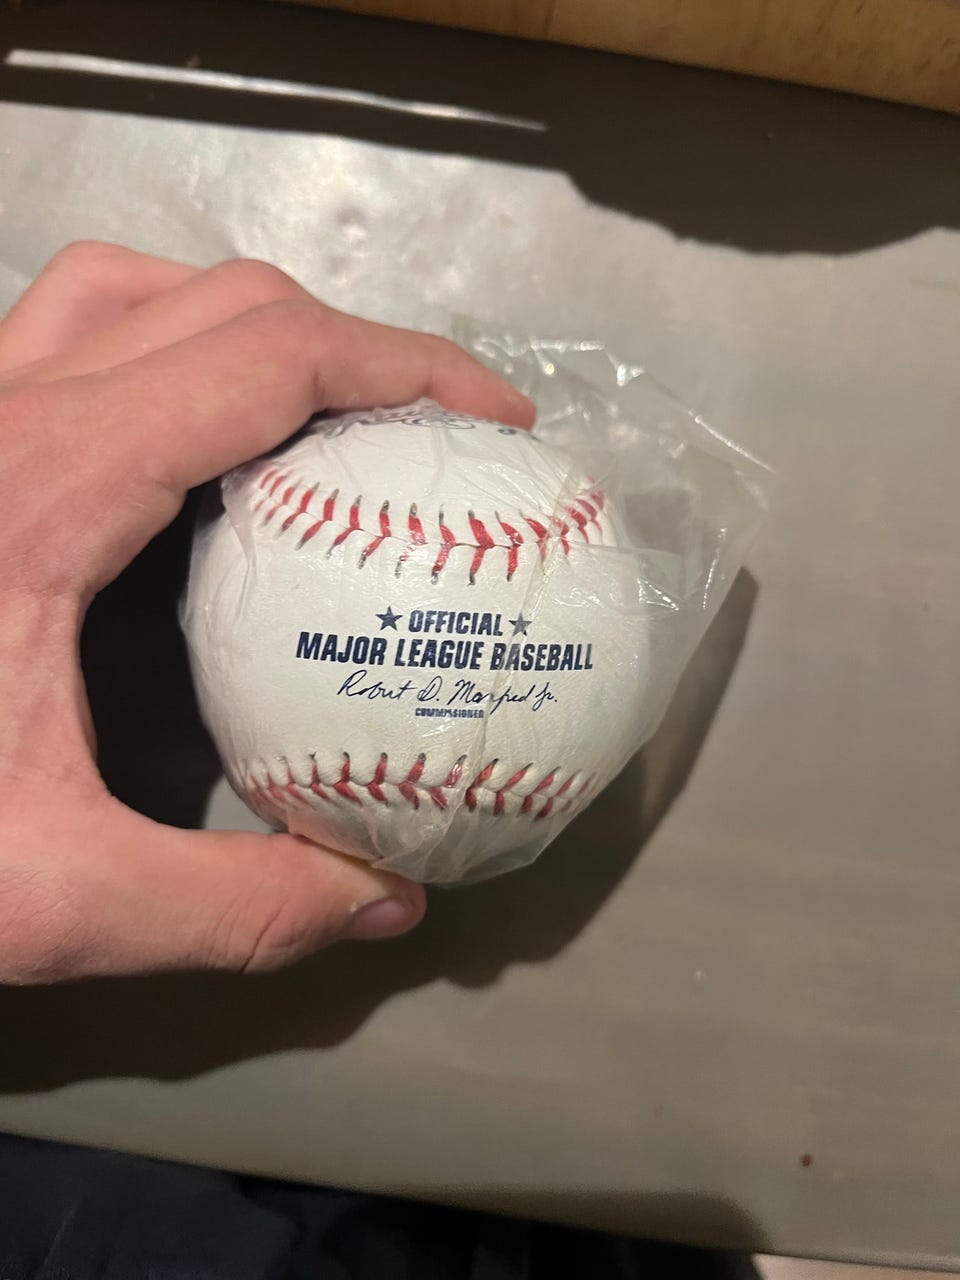 ★ OFFICIAL ★
MAJOR LEAGUE BASEBALL
Robert D. Manfred Jr.
COMMISSIONER